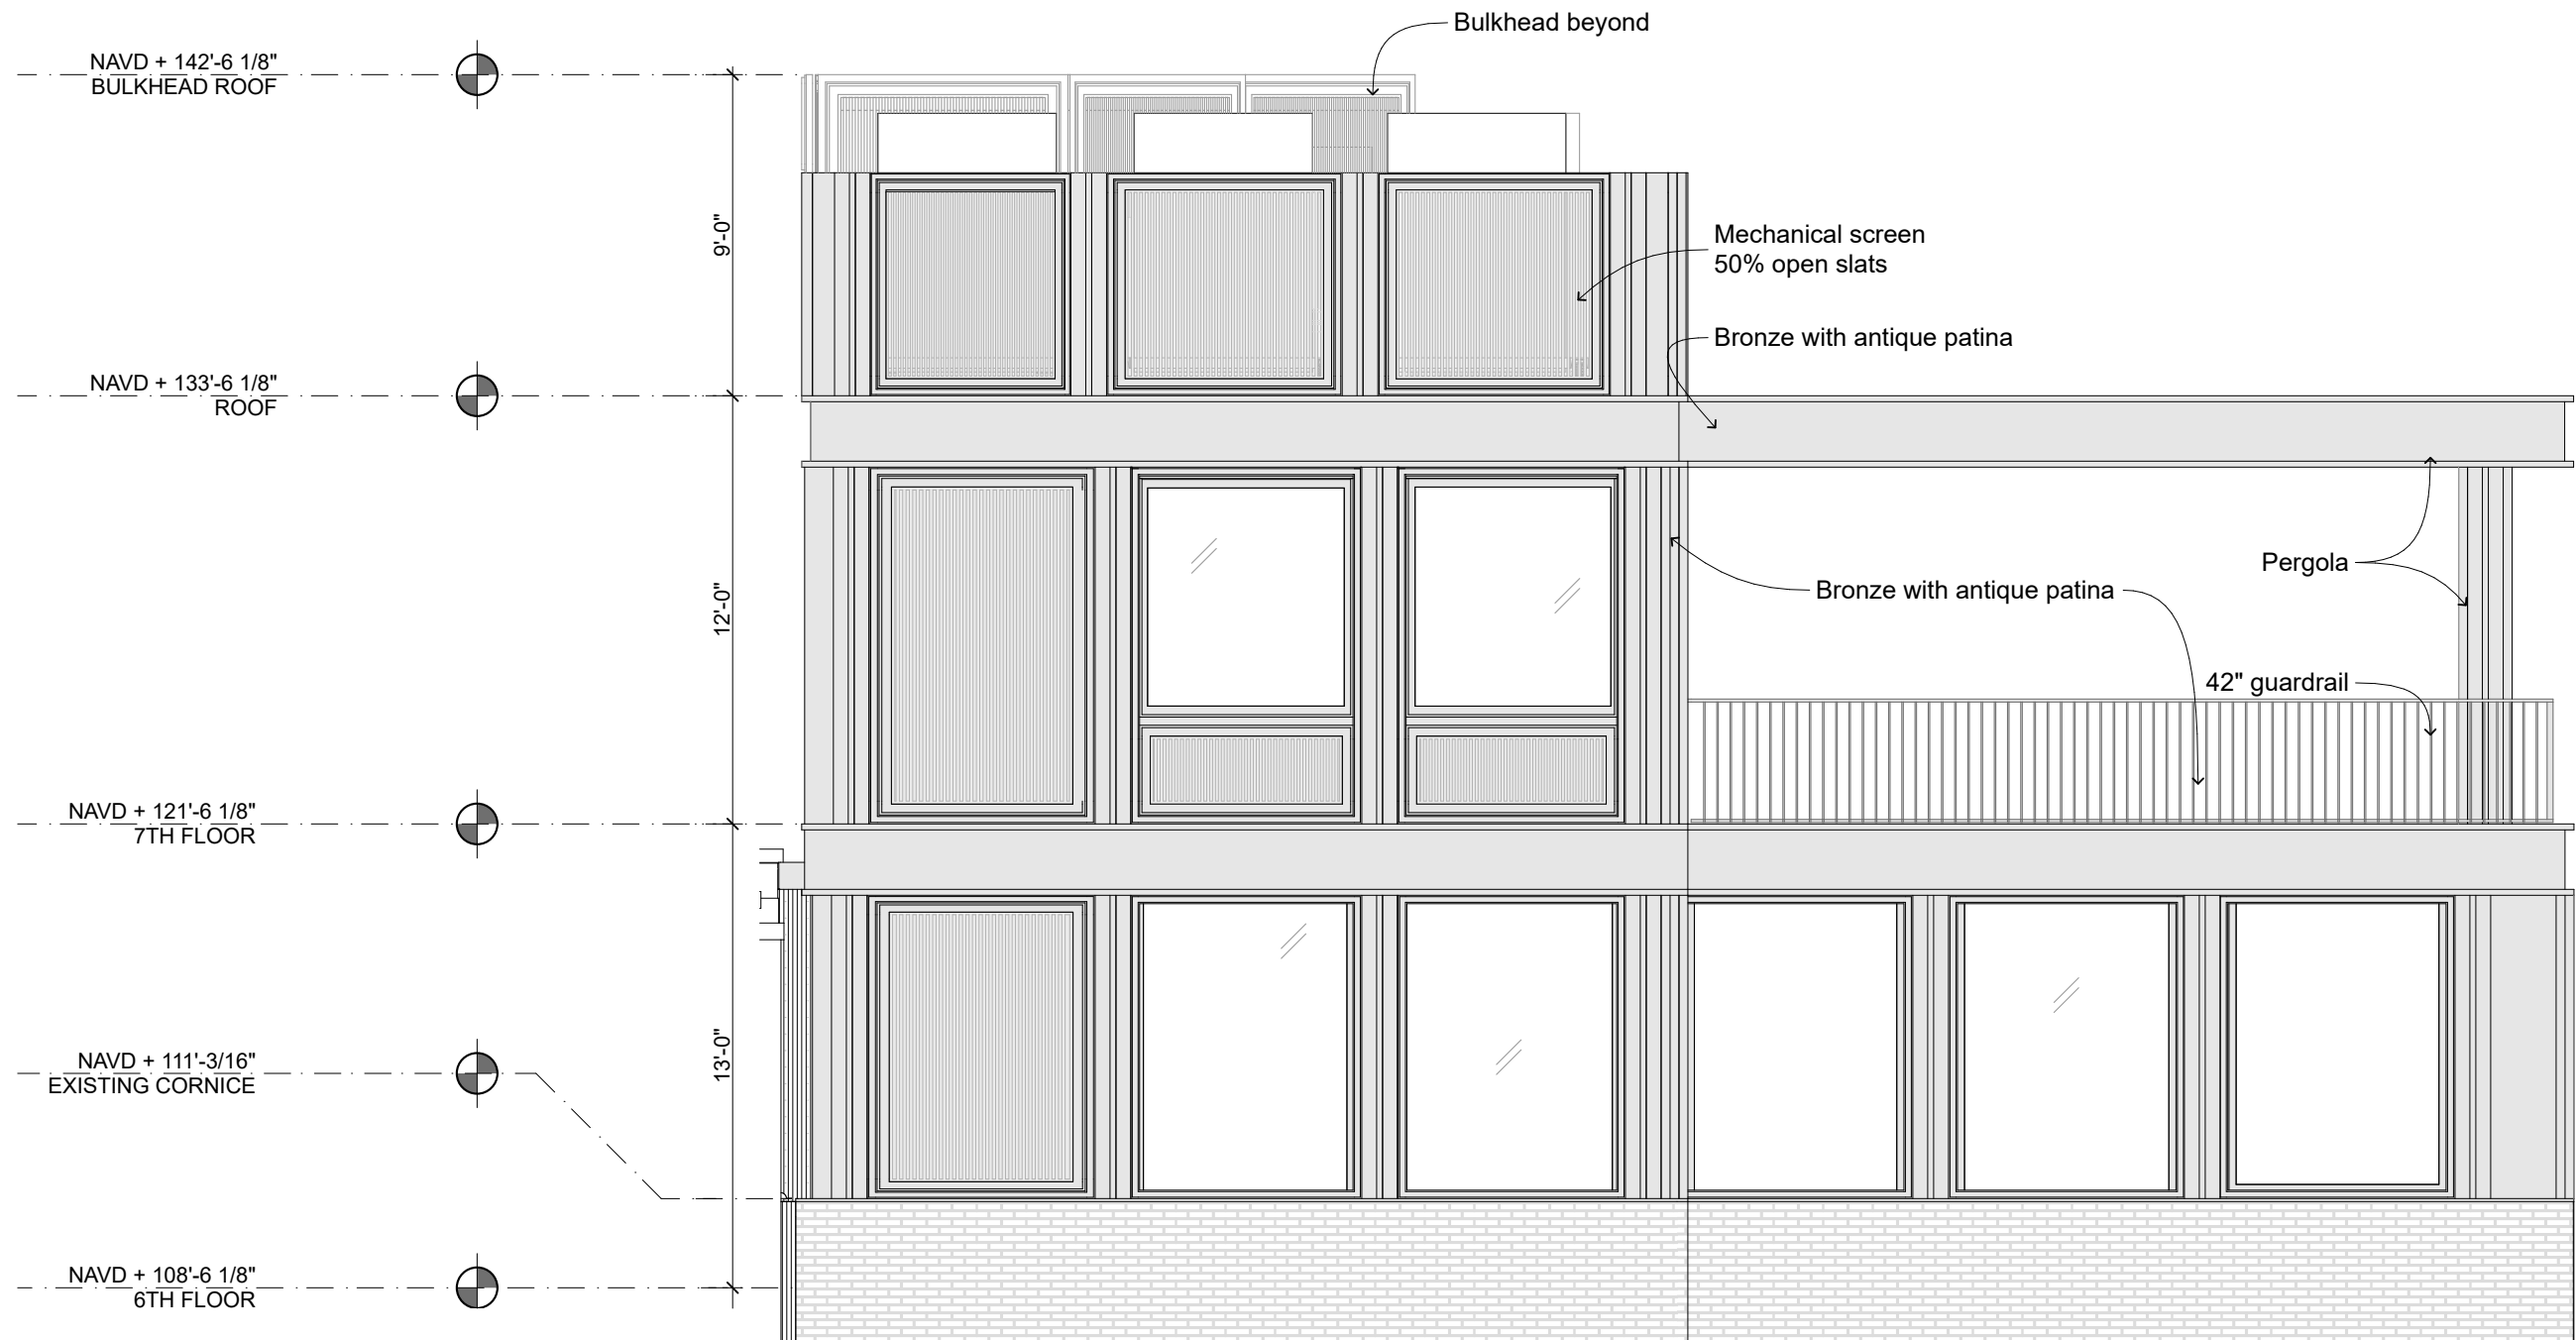 Bulkhead beyond
NAVD + 142'-6 1/8"
BULKHEAD ROOF
9'-0"
Mechanical screen
50% open slats
Bronze with antique patina
NAVD + 133'-6 1/8"
ROOF
12'-0"
Pergola
Bronze with antique patina
42" guardrail
NAVD + 121'-6 1/8"
7TH FLOOR
13'-0"
NAVD + 111'-3/16"
EXISTING CORNICE
NAVD + 108'-6 1/8"
6TH FLOOR